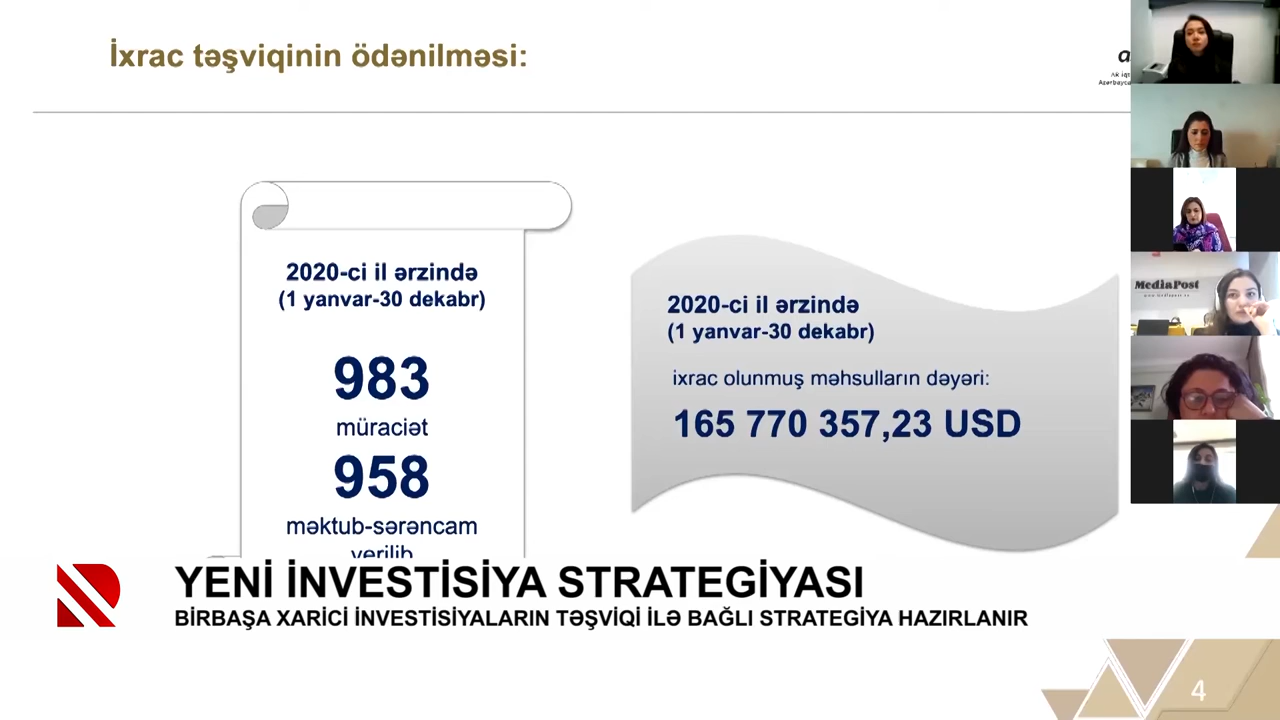 İxrac təşviqinin ödənilməsi:
2020-ci il ərzində
(1 yanvar-30 dekabr)
983
müraciət
958
məktub-sərəncam
verilib
2020-ci il ərzində
(1 yanvar-30 dekabr)
ixrac olunmuş məhsulların dəyəri:
165 770 357,23 USD
MediaPost
YENİ İNVESTİSİYA STRATEGİYASI
BİRBAŞA XARİCİ İNVESTİSİYALARIN TƏŞVİQİ İLƏ BAĞLI STRATEGİYA HAZIRLANIR
4